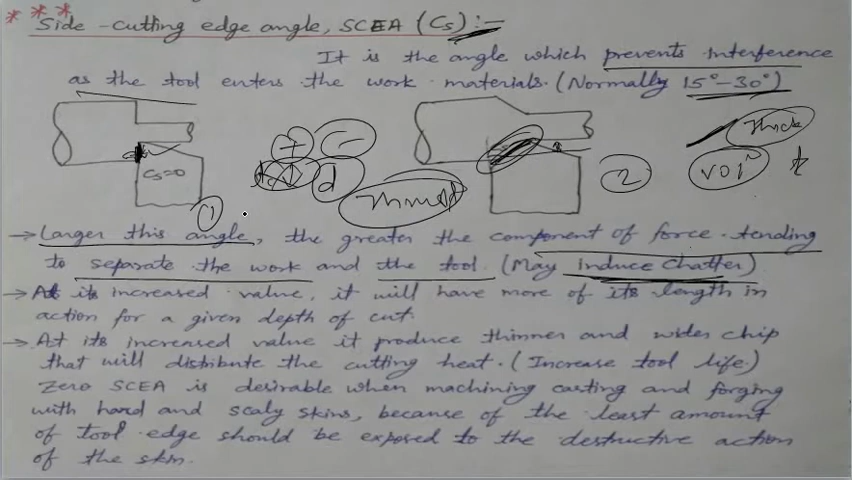 * * *
Side-cutting edge angle, SCEA (Cs) :-
It is the angle which prevents interference
as the tool enters the work materials. (Normally 15°-30°)
Cs=0
1
+
-
d
Thrust
2
Thick
t
→ Larger this angle, the greater the component of force tending
to separate the work and the tool (May Induce Chatter)
→ At its increased value, it will have more of its length in
action for a given depth of cut.
→ At its increased value it produce thinner and wider chip
that will distribute the cutting heat. (Increase tool life.)
Zero SCEA is desirable when machining casting and forging
with hard and scaly skins, because of the least amount
of tool edge should be exposed to the destructive action
of the skin.